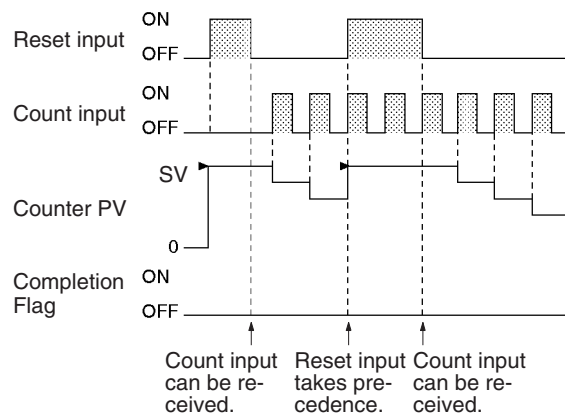 ON
Reset input
OFF
ON
Count input
OFF
SV
Counter PV
0
Completion
Flag
ON
OFF
Count input
can be re-
ceived.
Reset input
takes pre-
cedence.
Count input
can be re-
ceived.